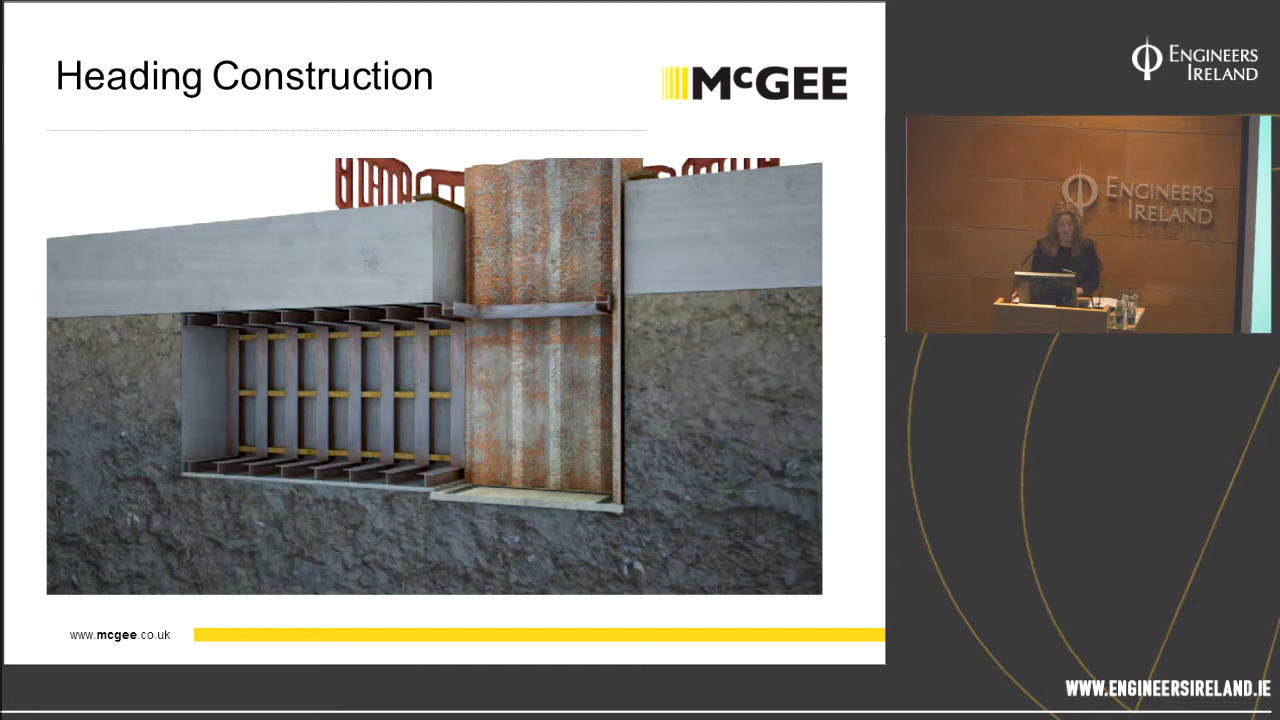 Heading Construction
McGEE
www.mcgee.co.uk
ENGINEERS
IRELAND
ENGINEERS
IRELAND
WWW.ENGINEERSIRELAND.IE